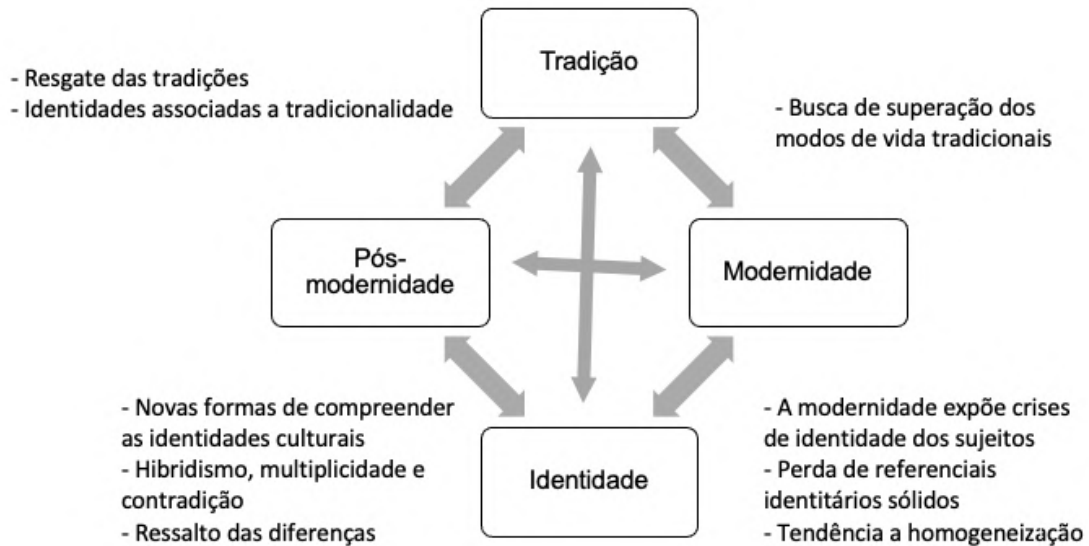 Tradição
- Resgate das tradições
- Identidades associadas a tradicionalidade
- Busca de superação dos
modos de vida tradicionais
Pós-
modernidade
Modernidade
- Novas formas de compreender
as identidades culturais
- Hibridismo, multiplicidade e
contradição
- Ressalto das diferenças
Identidade
- A modernidade expõe crises
de identidade dos sujeitos
- Perda de referenciais
identitários sólidos
- Tendência a homogeneização